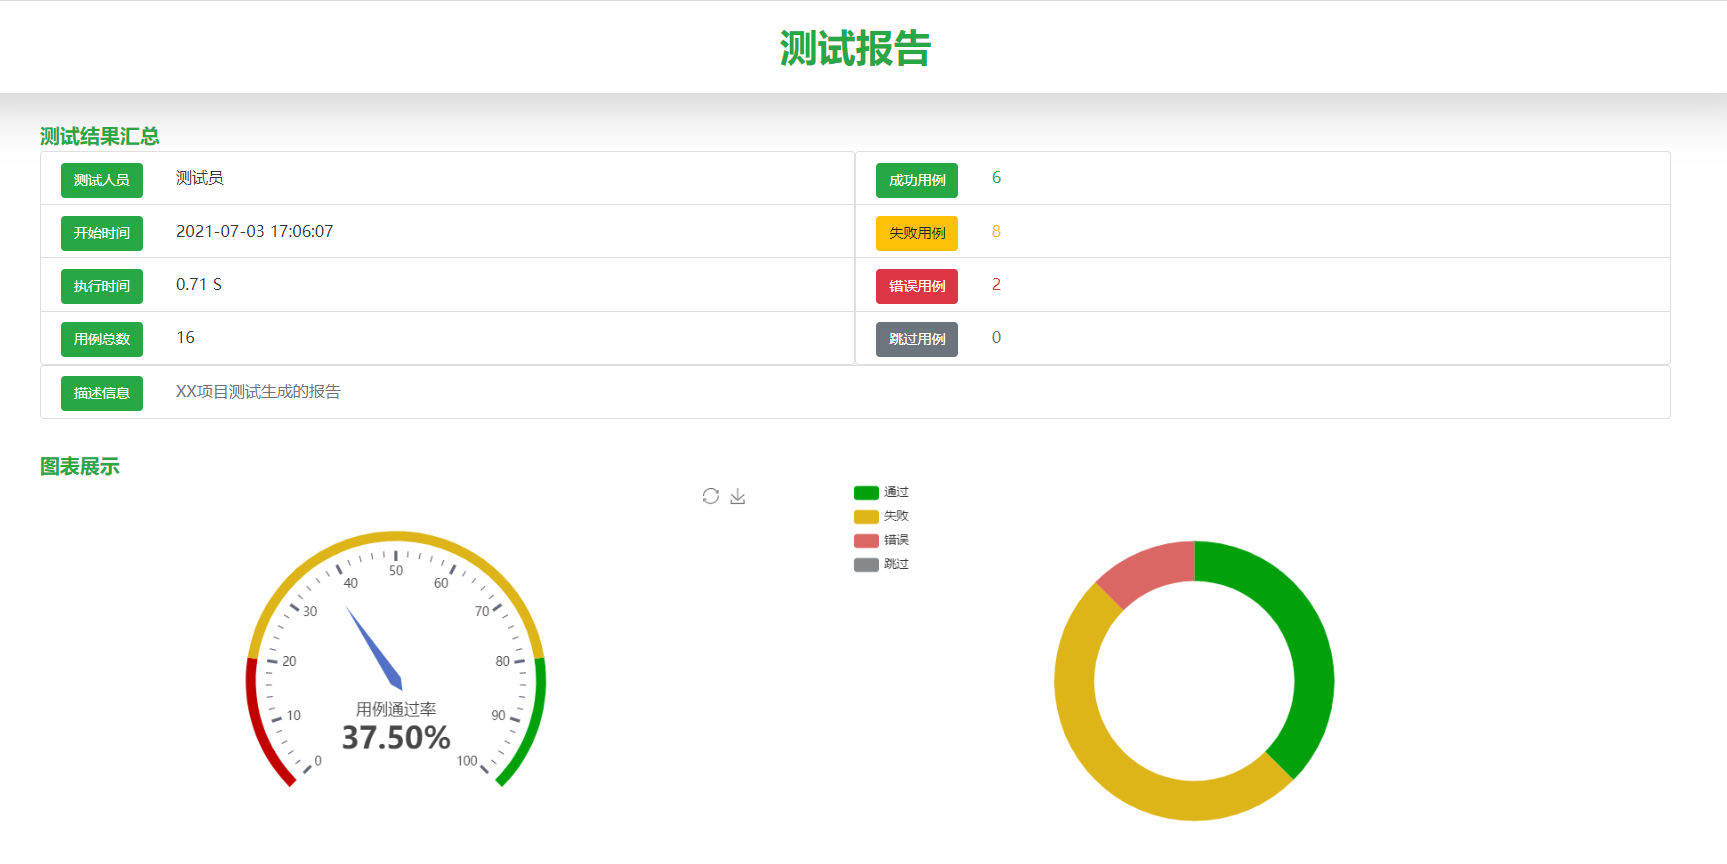 测试报告
测试结果汇总
测试人员 测试员
成功用例 6
开始时间 2021-07-03 17:06:07
失败用例 8
执行时间 0.71 S
错误用例 2
用例总数 16
跳过用例 0
描述信息 XX项目测试生成的报告
图表展示
0
10
20
30
40
50
60
70
80
90
100
用例通过率
37.50%
通过
失败
错误
跳过